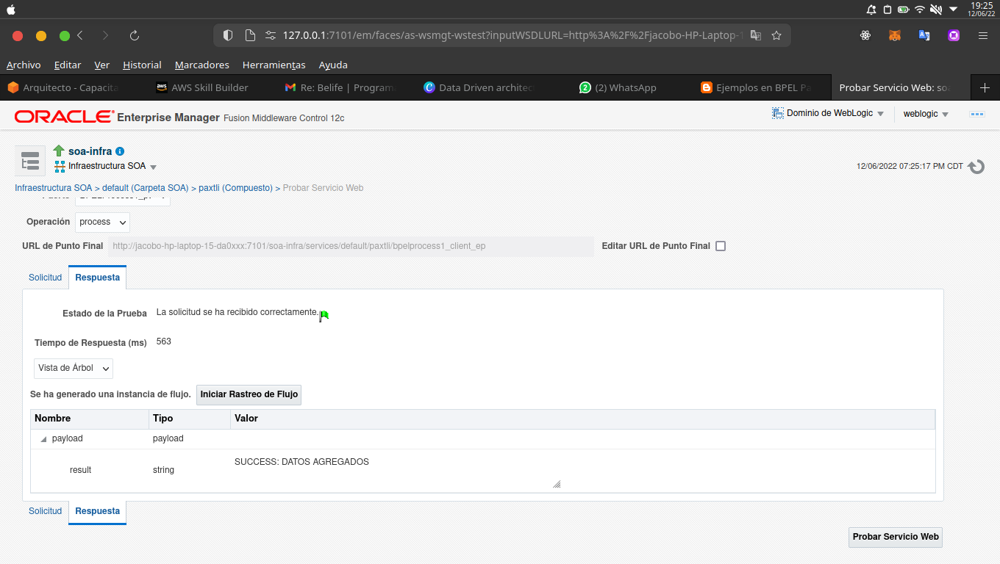 19:25
12/06/22
127.0.0.1:7101/em/faces/as-wsmgt-wstest?inputWSDLURL=http%3A%2F%2Fjacobo-HP-Laptop-1
Archivo Editar Ver Historial Marcadores Herramientas Ayuda
Arquitecto - Capacita AWS Skill Builder Re: Belife | Program Data Driven architec (2) WhatsApp Ejemplos en BPEL Pa Probar Servicio Web: soa
ORACLE Enterprise Manager Fusion Middleware Control 12c Dominio de WebLogic weblogic
soa-infra
Infraestructura SOA
12/06/2022 07:25:17 PM CDT
Infraestructura SOA > default (Carpeta SOA) > paxtli (Compuesto) > Probar Servicio Web
Operación process
URL de Punto Final http://jacobo-hp-laptop-15-da0xxx:7101/soa-infra/services/default/paxtli/bpelprocess1_client_ep Editar URL de Punto Final
Solicitud Respuesta
Estado de la Prueba La solicitud se ha recibido correctamente.
Tiempo de Respuesta (ms) 563
Vista de Árbol
Se ha generado una instancia de flujo. Iniciar Rastreo de Flujo
Nombre Tipo Valor
payload payload
result string SUCCESS: DATOS AGREGADOS
Solicitud Respuesta
Probar Servicio Web